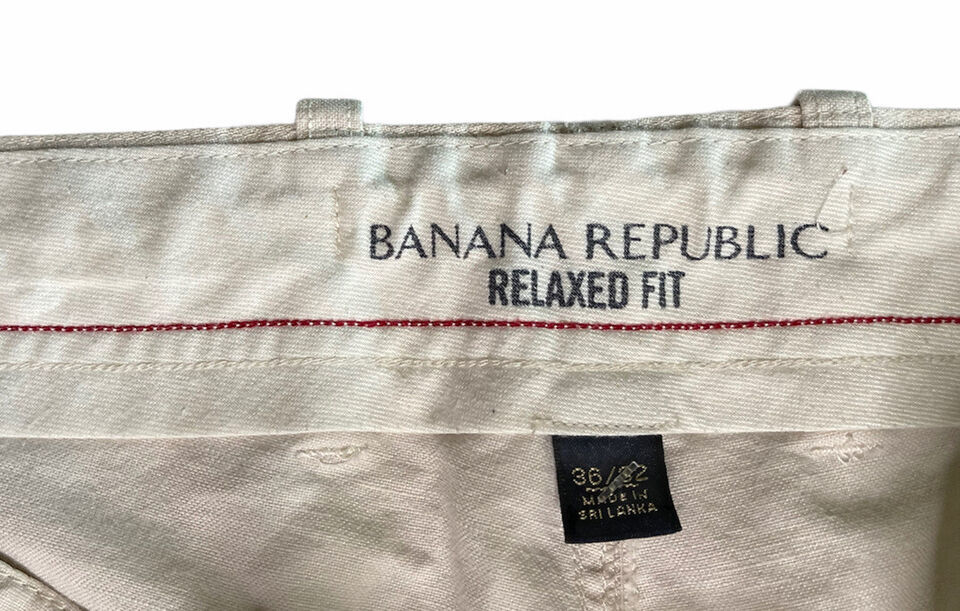 BANANA REPUBLIC
RELAXED FIT
36/32
MADE IN
SRI LANKA